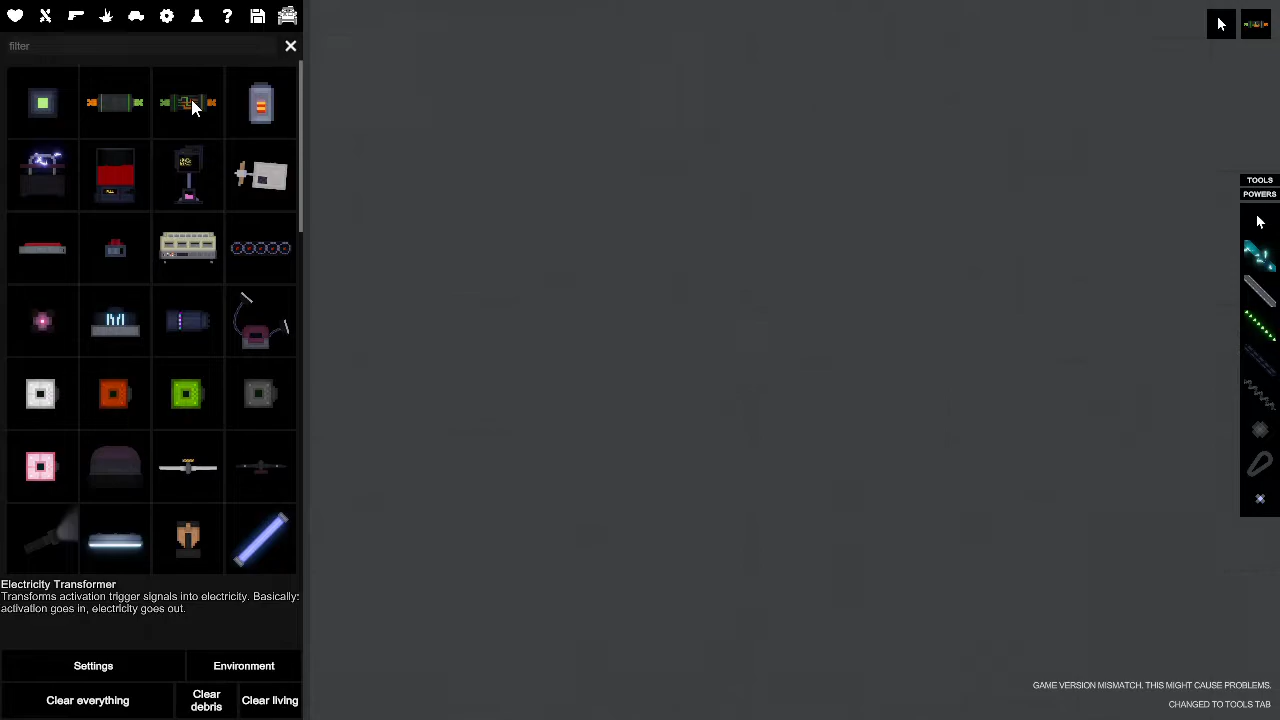 ?
filter
TOOLS
POWERS
Electricity Transformer
Transforms activation trigger signals into electricity. Basically:
activation goes in, electricity goes out.
Settings
Environment
Clear everything
Clear
debris
Clear living
GAME VERSION MISMATCH. THIS MIGHT CAUSE PROBLEMS.
CHANGED TO TOOLS TAB